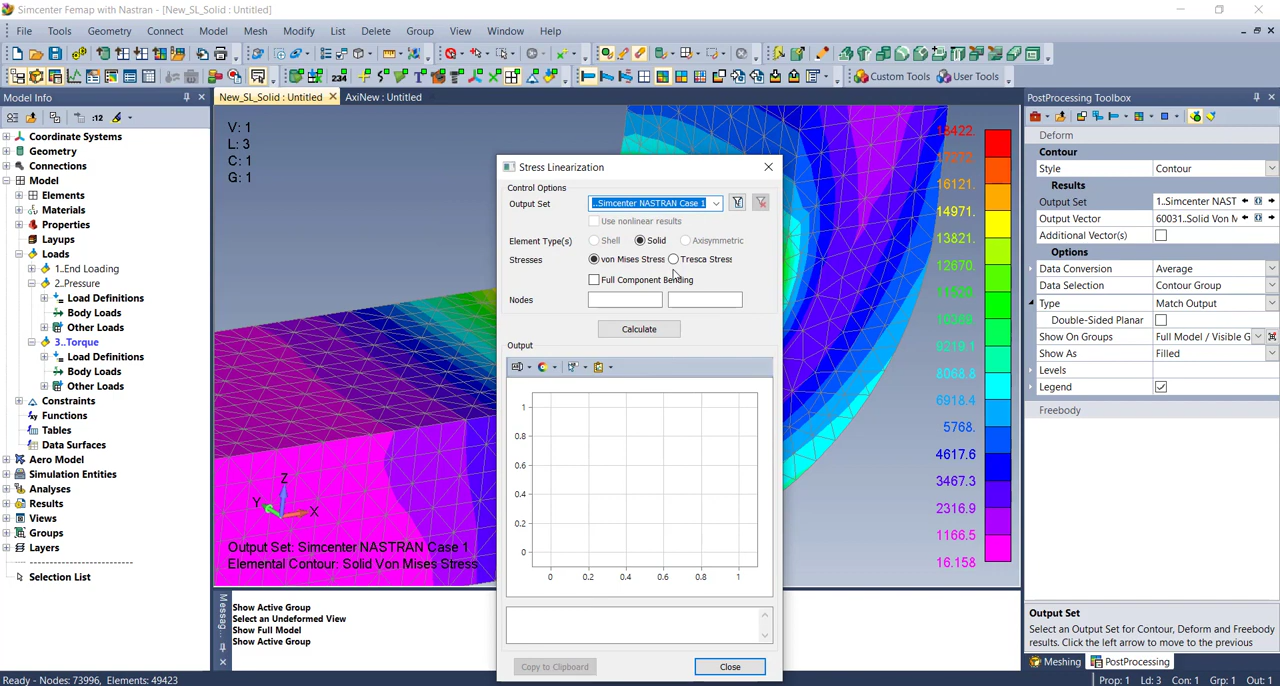 Simcenter Femap with Nastran - [New_SL_Solid : Untitled]
File Tools Geometry Connect Model Mesh Modify List Delete Group View Window Help
Custom Tools User Tools
Model Info
New_SL_Solid : Untitled
AxiNew : Untitled
PostProcessing Toolbox
Coordinate Systems
Geometry
Connections
Model
Elements
Materials
Properties
Layups
Loads
1..End Loading
2..Pressure
Load Definitions
Body Loads
Other Loads
3..Torque
Load Definitions
Body Loads
Other Loads
Constraints
Functions
Tables
Data Surfaces
Aero Model
Simulation Entities
Analyses
Results
Views
Groups
Layers
Selection List
V: 1
L: 3
C: 1
G: 1
Z
Y
X
Output Set: Simcenter NASTRAN Case 1
Elemental Contour: Solid Von Mises Stress
Stress Linearization
Control Options
Output Set ..Simcenter NASTRAN Case 1
Use nonlinear results
Element Type(s) Shell Solid Axisymmetric
Stresses von Mises Stress Tresca Stress
Full Component Bending
Nodes
Calculate
Output
1
0.8
0.6
0.4
0.2
0
0 0.2 0.4 0.6 0.8 1
Copy to Clipboard
Close
18422.
17272.
16121.
14971.
13821.
12670.
10369.
9219.1
8068.8
6918.4
5768.
4617.6
3467.3
2316.9
1166.5
16.158
Deform
Contour
Style Contour
Results
Output Set 1..Simcenter NAST
Output Vector 60031..Solid Von M
Additional Vector(s)
Options
Data Conversion Average
Data Selection Contour Group
Type Match Output
Double-Sided Planar
Show On Groups Full Model / Visible G
Show As Filled
Levels
Legend
Freebody
Output Set
Select an Output Set for Contour, Deform and Freebody
results. Click the left arrow to move to the previous
Meshing PostProcessing
Messag...
Show Active Group
Select an Undeformed View
Show Full Model
Show Active Group
Ready - Nodes: 73996, Elements: 49423
Prop: 1 Ld: 3 Con: 1 Grp: 1 Out: 1